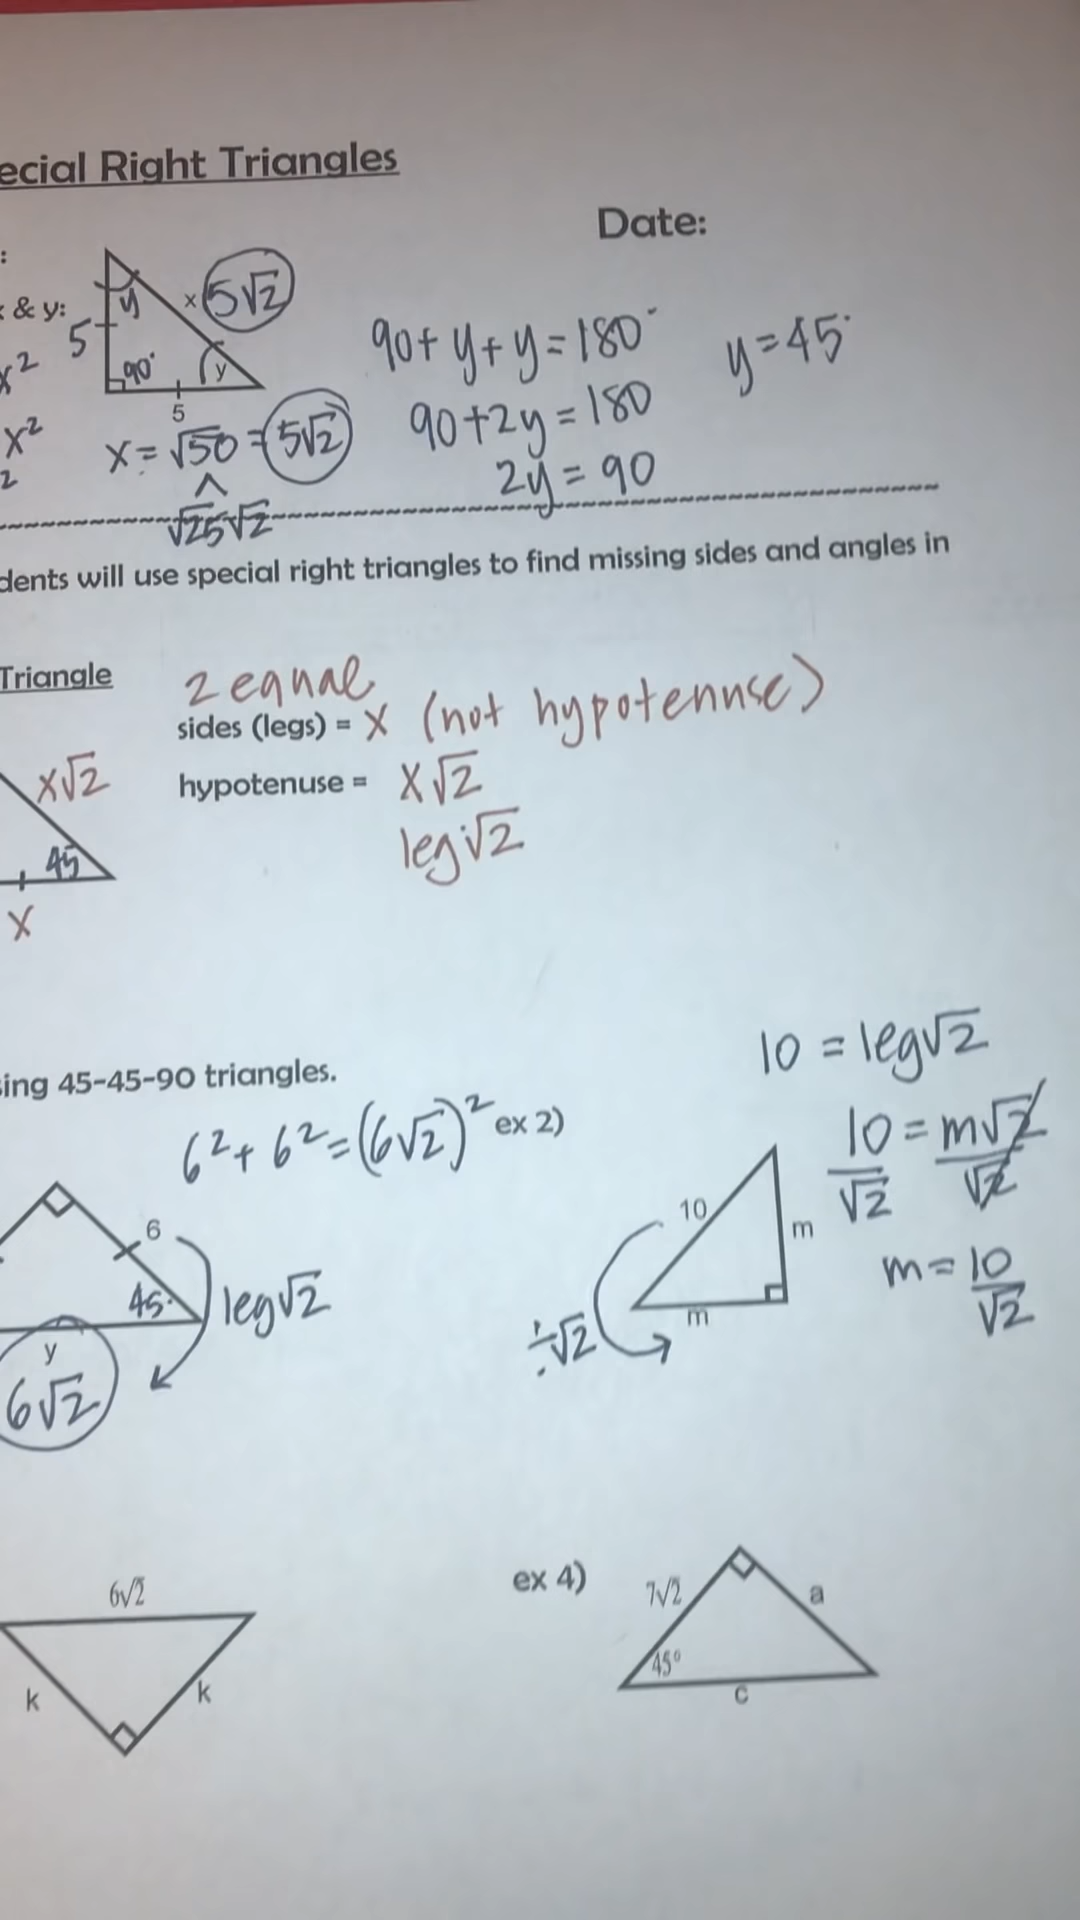 ecial Right Triangles
Date:
:
& y:
y
x 5√2
5
90°
y
5
90+y+y=180°
y=45°
x²
x²
2
x=√50=5√2
90+2y=180
2y=90
√25√2
dents will use special right triangles to find missing sides and angles in
Triangle
2 equal
sides (legs) = x (not hypotenuse)
hypotenuse = x√2
leg·√2
x√2
45
x
ing 45-45-90 triangles.
6²+6²=(6√2)²
6
45°
leg√2
y
6√2
ex 2)
10 = leg√2
10 = m√2
√2 √2
m = 10
√2
10
m
m
÷√2
6√2
k
k
ex 4)
7√2
a
45°
c